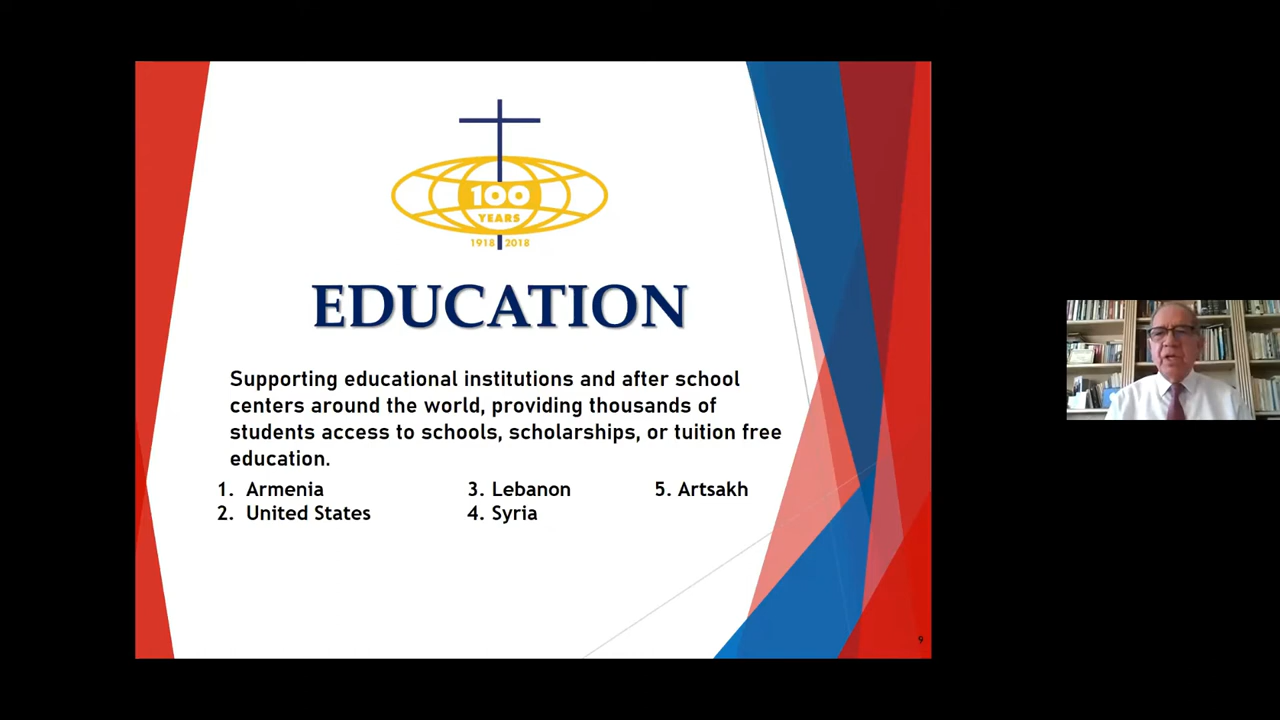 100
YEARS
1918 2018
EDUCATION
Supporting educational institutions and after school
centers around the world, providing thousands of
students access to schools, scholarships, or tuition free
education.
1. Armenia 3. Lebanon 5. Artsakh
2. United States 4. Syria
9